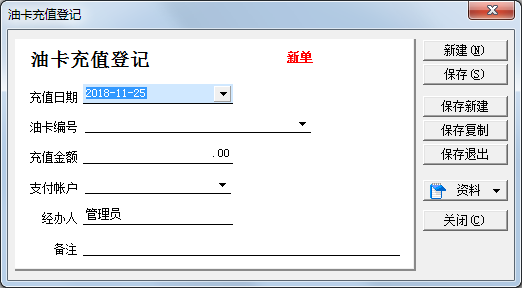 油卡充值登记
油卡充值登记 新单
充值日期 2018-11-25
油卡编号
充值金额 .00
支付帐户
经办人 管理员
备注
新建(N)
保存(S)
保存新建
保存复制
保存退出
资料
关闭(C)